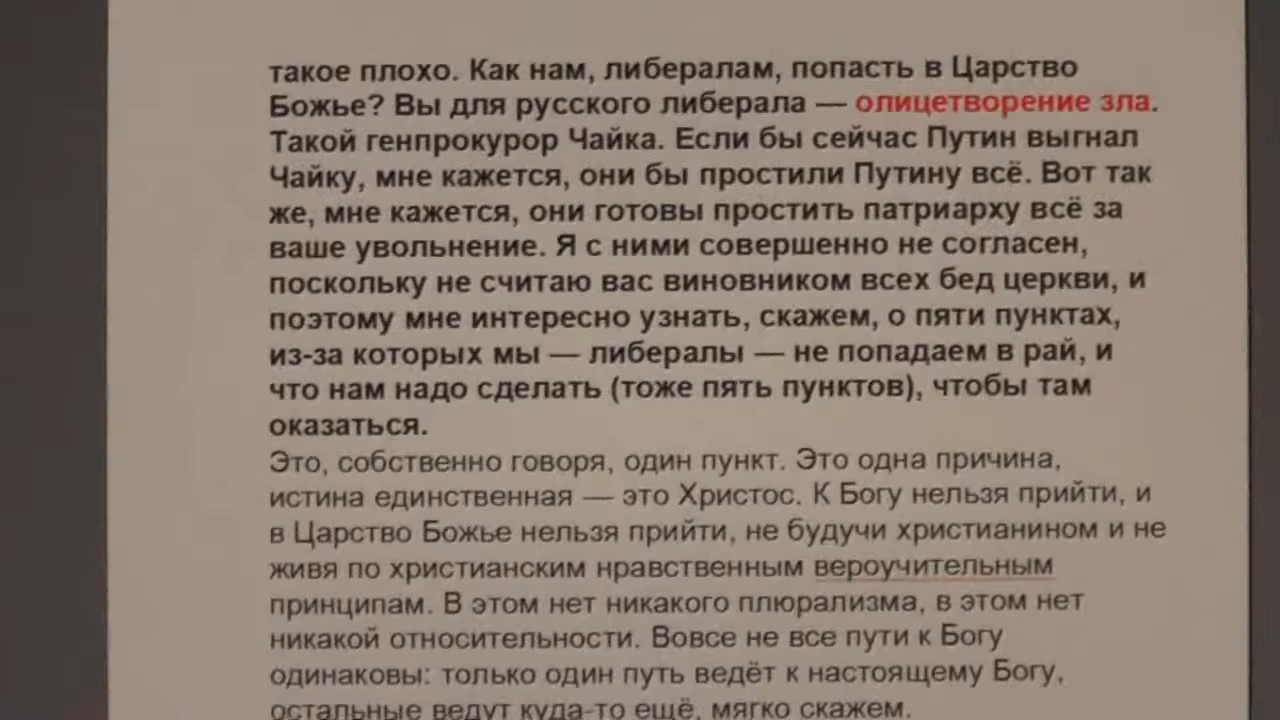 такое плохо. Как нам, либералам, попасть в Царство
Божье? Вы для русского либерала — олицетворение зла.
Такой генпрокурор Чайка. Если бы сейчас Путин выгнал
Чайку, мне кажется, они бы простили Путину всё. Вот так
же, мне кажется, они готовы простить патриарху всё за
ваше увольнение. Я с ними совершенно не согласен,
поскольку не считаю вас виновником всех бед церкви, и
поэтому мне интересно узнать, скажем, о пяти пунктах,
из-за которых мы — либералы — не попадаем в рай, и
что нам надо сделать (тоже пять пунктов), чтобы там
оказаться.
Это, собственно говоря, один пункт. Это одна причина,
истина единственная — это Христос. К Богу нельзя прийти, и
в Царство Божье нельзя прийти, не будучи христианином и не
живя по христианским нравственным вероучительным
принципам. В этом нет никакого плюрализма, в этом нет
никакой относительности. Вовсе не все пути к Богу
одинаковы: только один путь ведёт к настоящему Богу,
остальные ведут куда-то ещё, мягко скажем.